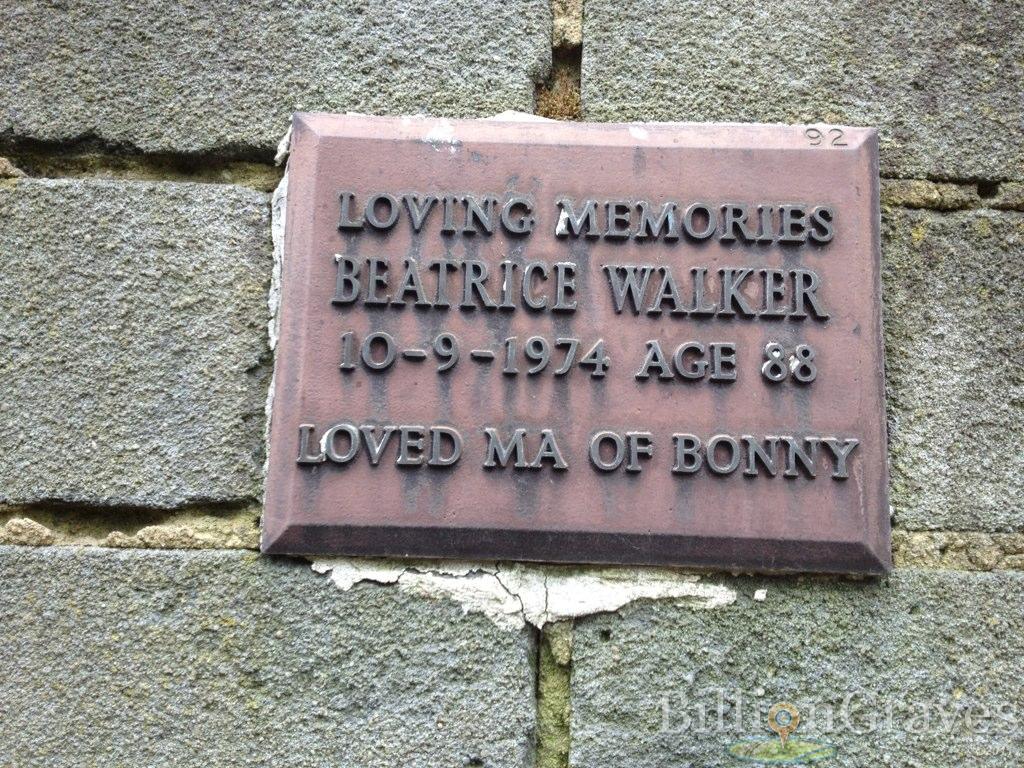 92
LOVING MEMORIES
BEATRICE WALKER
10-9-1974 AGE 88
LOVED MA OF BONNY
BillionGraves